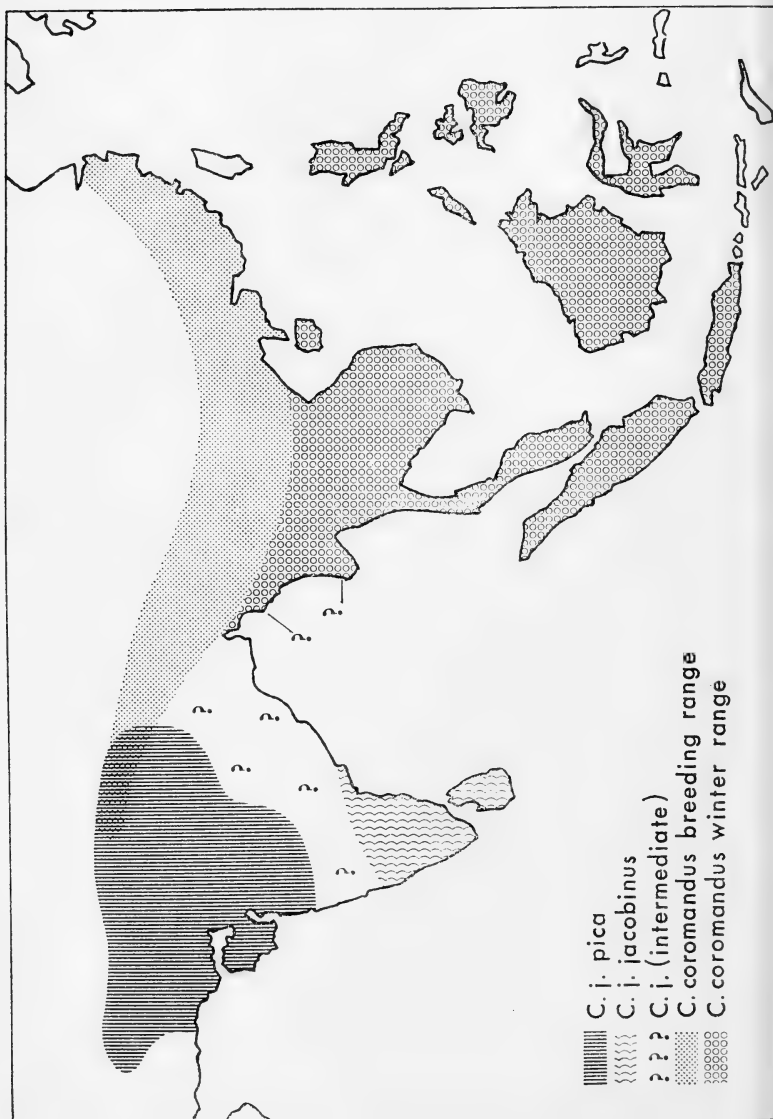 C. j. pica
C. j. jacobinus
? ? ? C. j. (intermediate)
C. coromandus breeding range
C. coromandus winter range
?
?
?
?
?
?
?